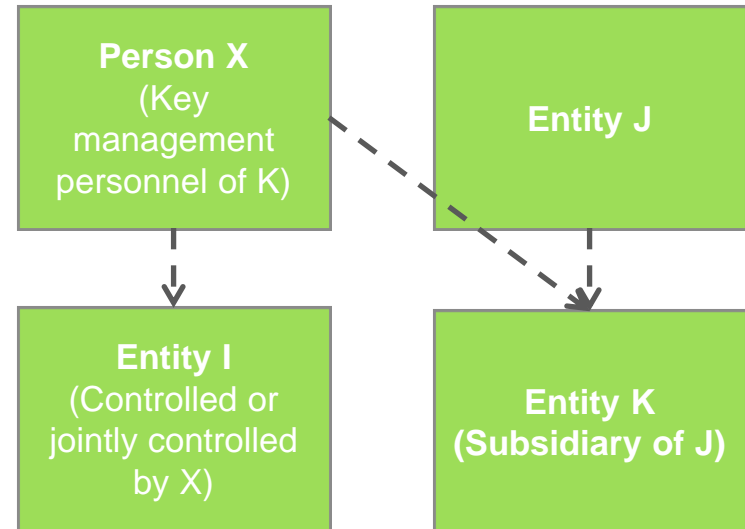 Person X
(Key
management
personnel of K)
Entity J
Entity I
(Controlled or
jointly controlled
by X)
Entity K
(Subsidiary of J)